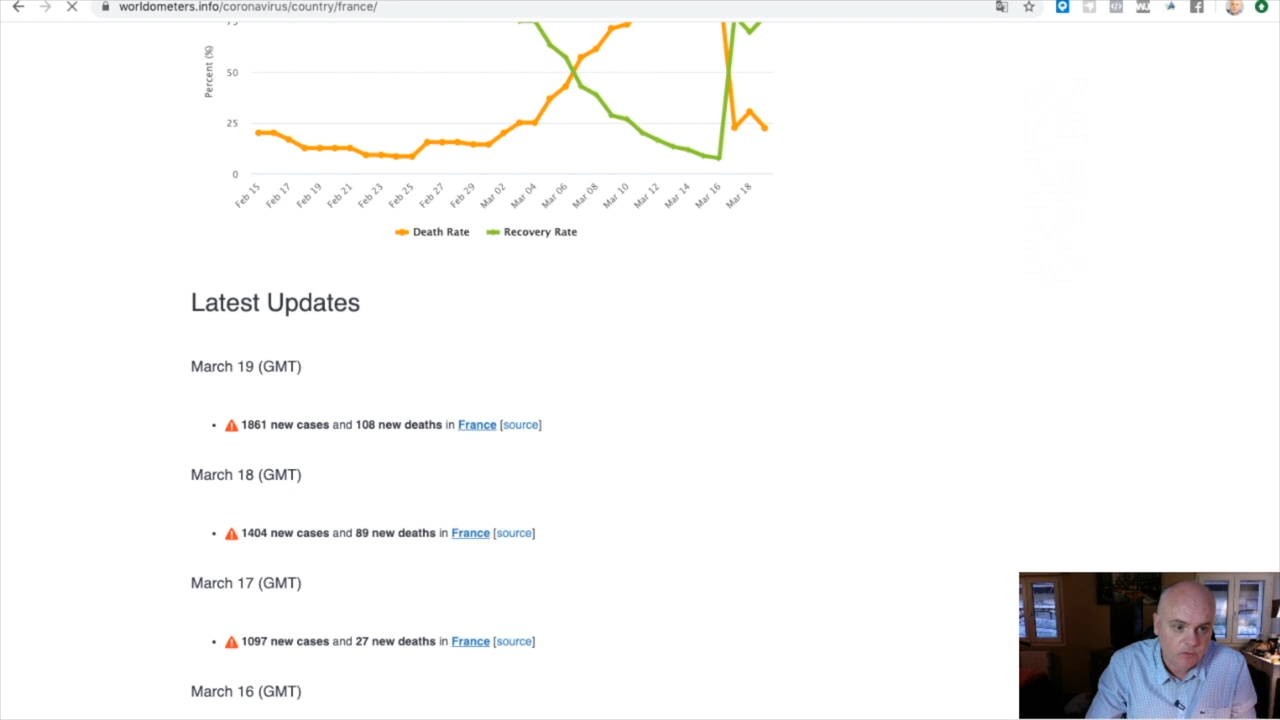 worldometers.info/coronavirus/country/france/
75
Percent (%)
50
25
0
Feb 15
Feb 17
Feb 19
Feb 21
Feb 23
Feb 25
Feb 27
Feb 29
Mar 02
Mar 04
Mar 06
Mar 08
Mar 10
Mar 12
Mar 14
Mar 16
Mar 18
Death Rate
Recovery Rate
Latest Updates
March 19 (GMT)
1861 new cases and 108 new deaths in France [source]
March 18 (GMT)
1404 new cases and 89 new deaths in France [source]
March 17 (GMT)
1097 new cases and 27 new deaths in France [source]
March 16 (GMT)